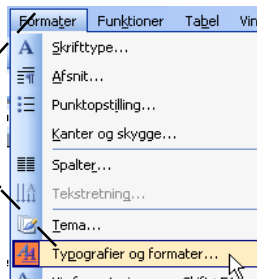 Formater Funktioner Tabel
Skrifttype...
Afsnit...
Punktopstilling...
Kanter og skygge...
Spalter...
Tekstretning...
Tema...
Typografier og formater...